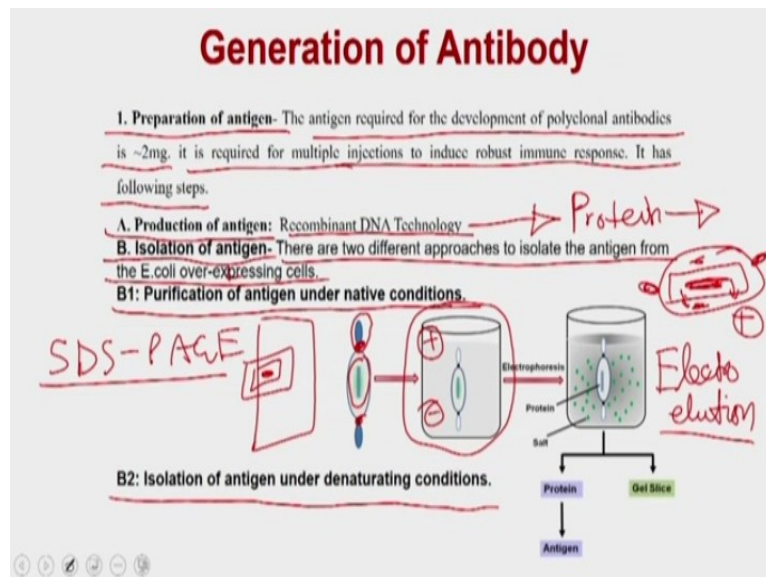 Generation of Antibody
1. Preparation of antigen- The antigen required for the development of polyclonal antibodies
is ~2mg. it is required for multiple injections to induce robust immune response. It has
following steps.
A. Production of antigen: Recombinant DNA Technology
Protein
B. Isolation of antigen- There are two different approaches to isolate the antigen from
the E.coli over-expressing cells.
B1: Purification of antigen under native conditions.
+
SDS-PAGE
+
-
Electrophoresis
Protein
Salt
Electo
elution
B2: Isolation of antigen under denaturating conditions.
Protein
Gel Slice
Antigen